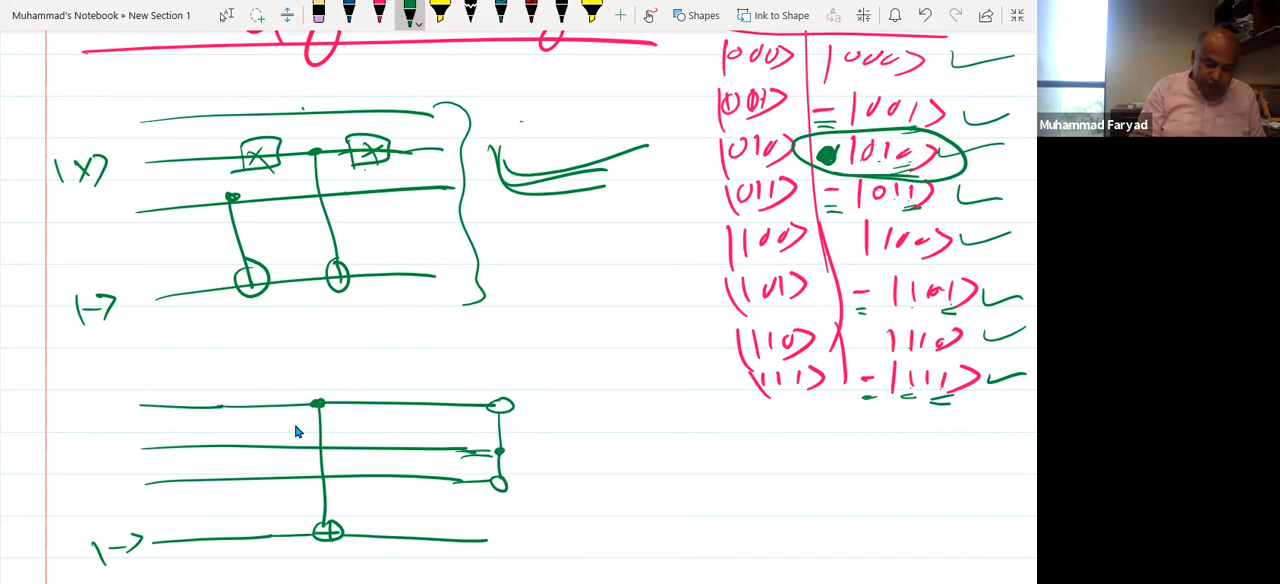 Muhammad's Notebook » New Section 1
Shapes
Ink to Shape
Muhammad Faryad
|000⟩ |000⟩
|001⟩ -|001⟩
|010⟩ |010⟩
|011⟩ -|011⟩
|100⟩ |100⟩
|101⟩ -|101⟩
|110⟩ |110⟩
|111⟩ -|111⟩
X X
|x⟩
|-⟩
|-⟩